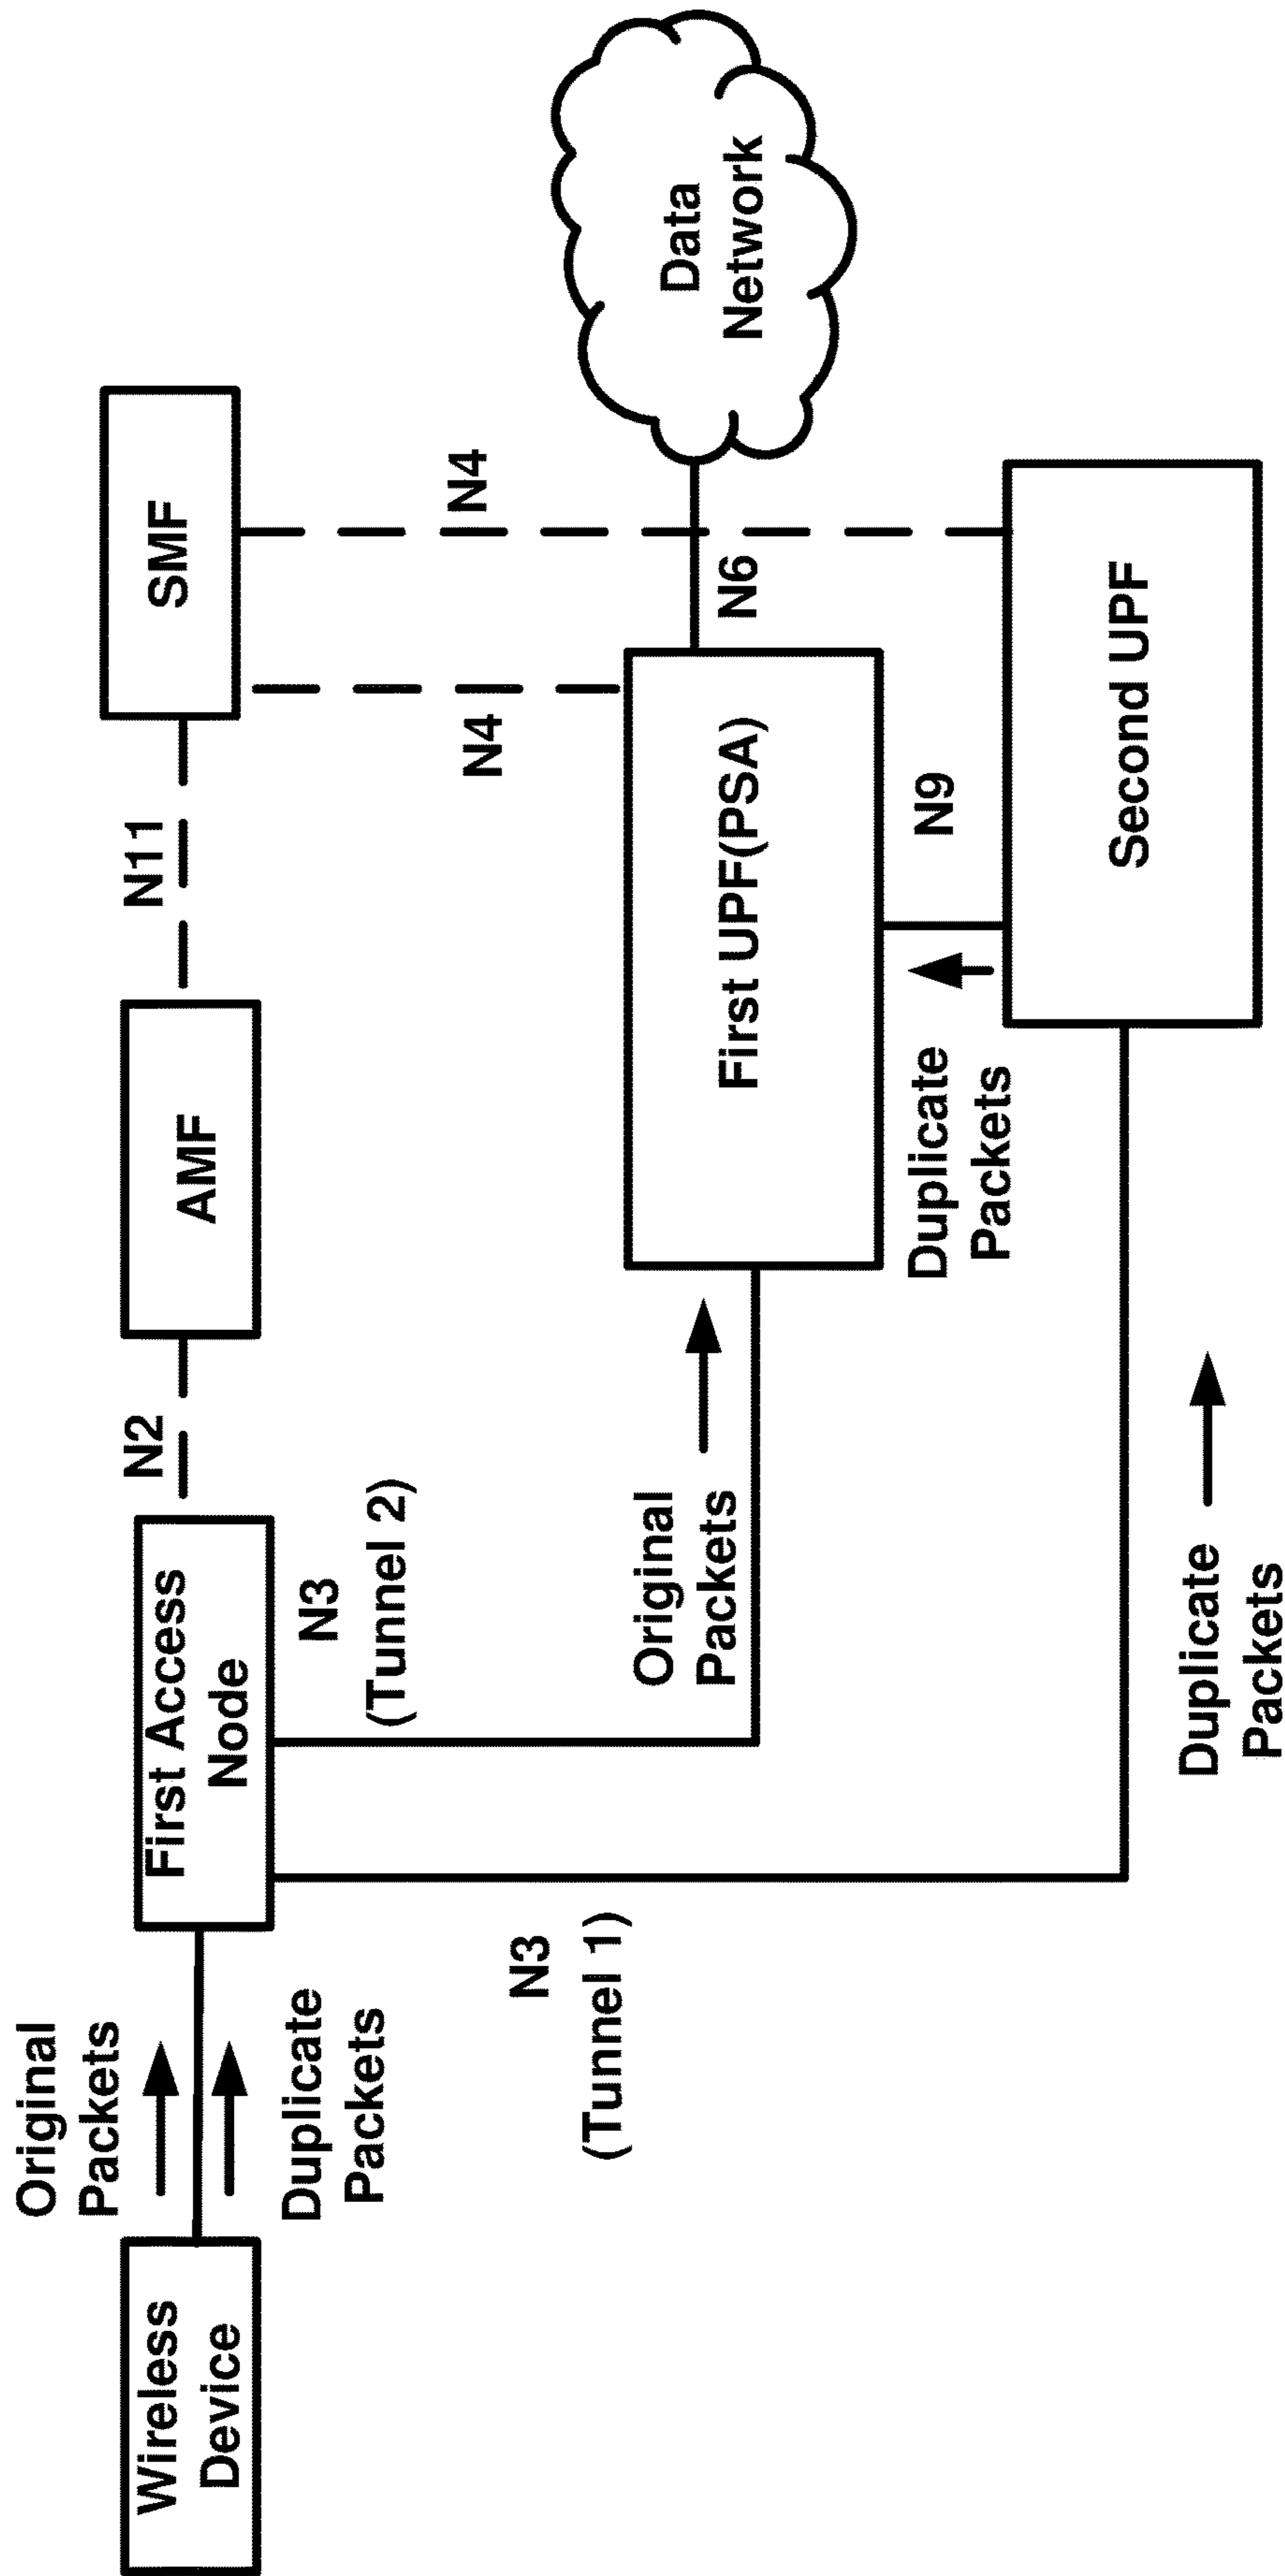 Original
Packets
Wireless
Device
Duplicate
Packets
First Access
Node
N2
AMF
N11
SMF
N3
(Tunnel 2)
N3
(Tunnel 1)
N4
N4
Original
Packets
First UPF(PSA)
N6
Data
Network
Duplicate
Packets
N9
Second UPF
Duplicate
Packets